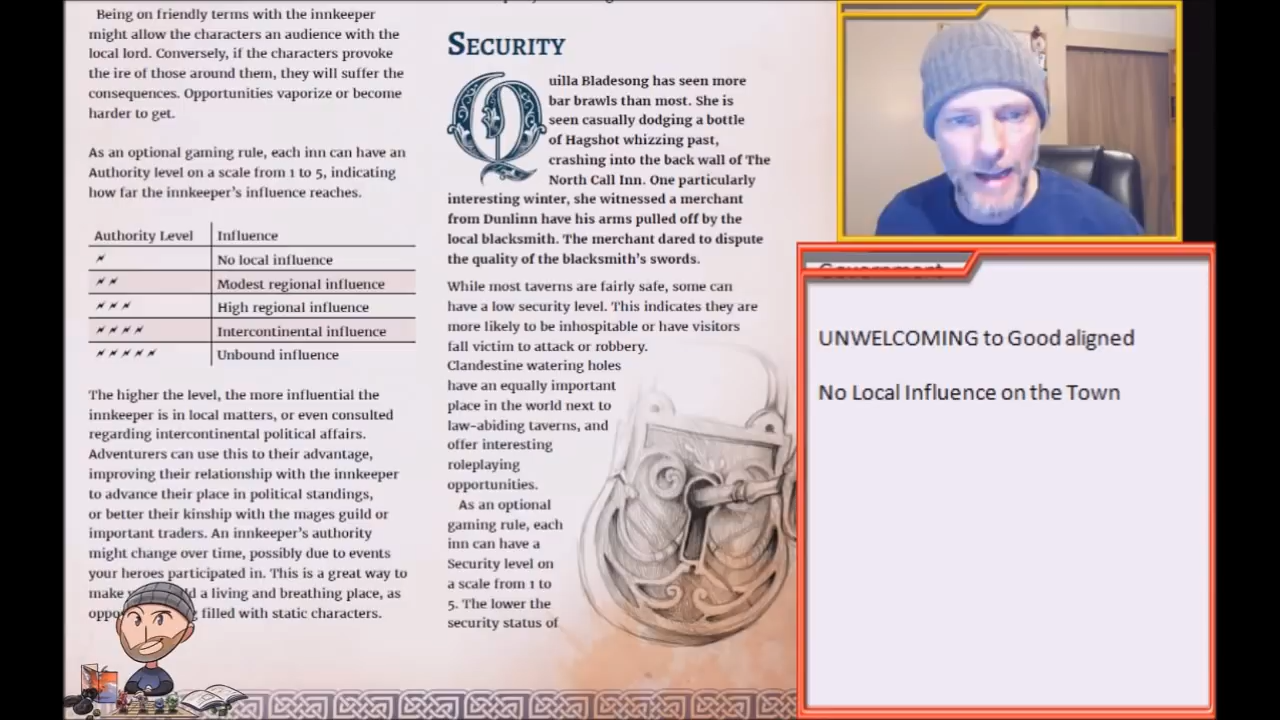 Being on friendly terms with the innkeeper
might allow the characters an audience with the
local lord. Conversely, if the characters provoke
the ire of those around them, they will suffer the
consequences. Opportunities vaporize or become
harder to get.
As an optional gaming rule, each inn can have an
Authority level on a scale from 1 to 5, indicating
how far the innkeeper's influence reaches.
Authority Level Influence
No local influence
Modest regional influence
High regional influence
Intercontinental influence
Unbound influence
The higher the level, the more influential the
innkeeper is in local matters, or even consulted
regarding intercontinental political affairs.
Adventurers can use this to their advantage,
improving their relationship with the innkeeper
to advance their place in political standings,
or better their kinship with the mages guild or
important traders. An innkeeper's authority
might change over time, possibly due to events
your heroes participated in. This is a great way to
make a living and breathing place, as
filled with static characters.
SECURITY
Quilla Bladesong has seen more
bar brawls than most. She is
seen casually dodging a bottle
of Hagshot whizzing past,
crashing into the back wall of The
North Call Inn. One particularly
interesting winter, she witnessed a merchant
from Dunlinn have his arms pulled off by the
local blacksmith. The merchant dared to dispute
the quality of the blacksmith's swords.
While most taverns are fairly safe, some can
have a low security level. This indicates they are
more likely to be inhospitable or have visitors
fall victim to attack or robbery.
Clandestine watering holes
have an equally important
place in the world next to
law-abiding taverns, and
offer interesting
roleplaying
opportunities.
As an optional
gaming rule, each
inn can have a
Security level on
a scale from 1 to
5. The lower the
security status of
Government
UNWELCOMING to Good aligned
No Local Influence on the Town